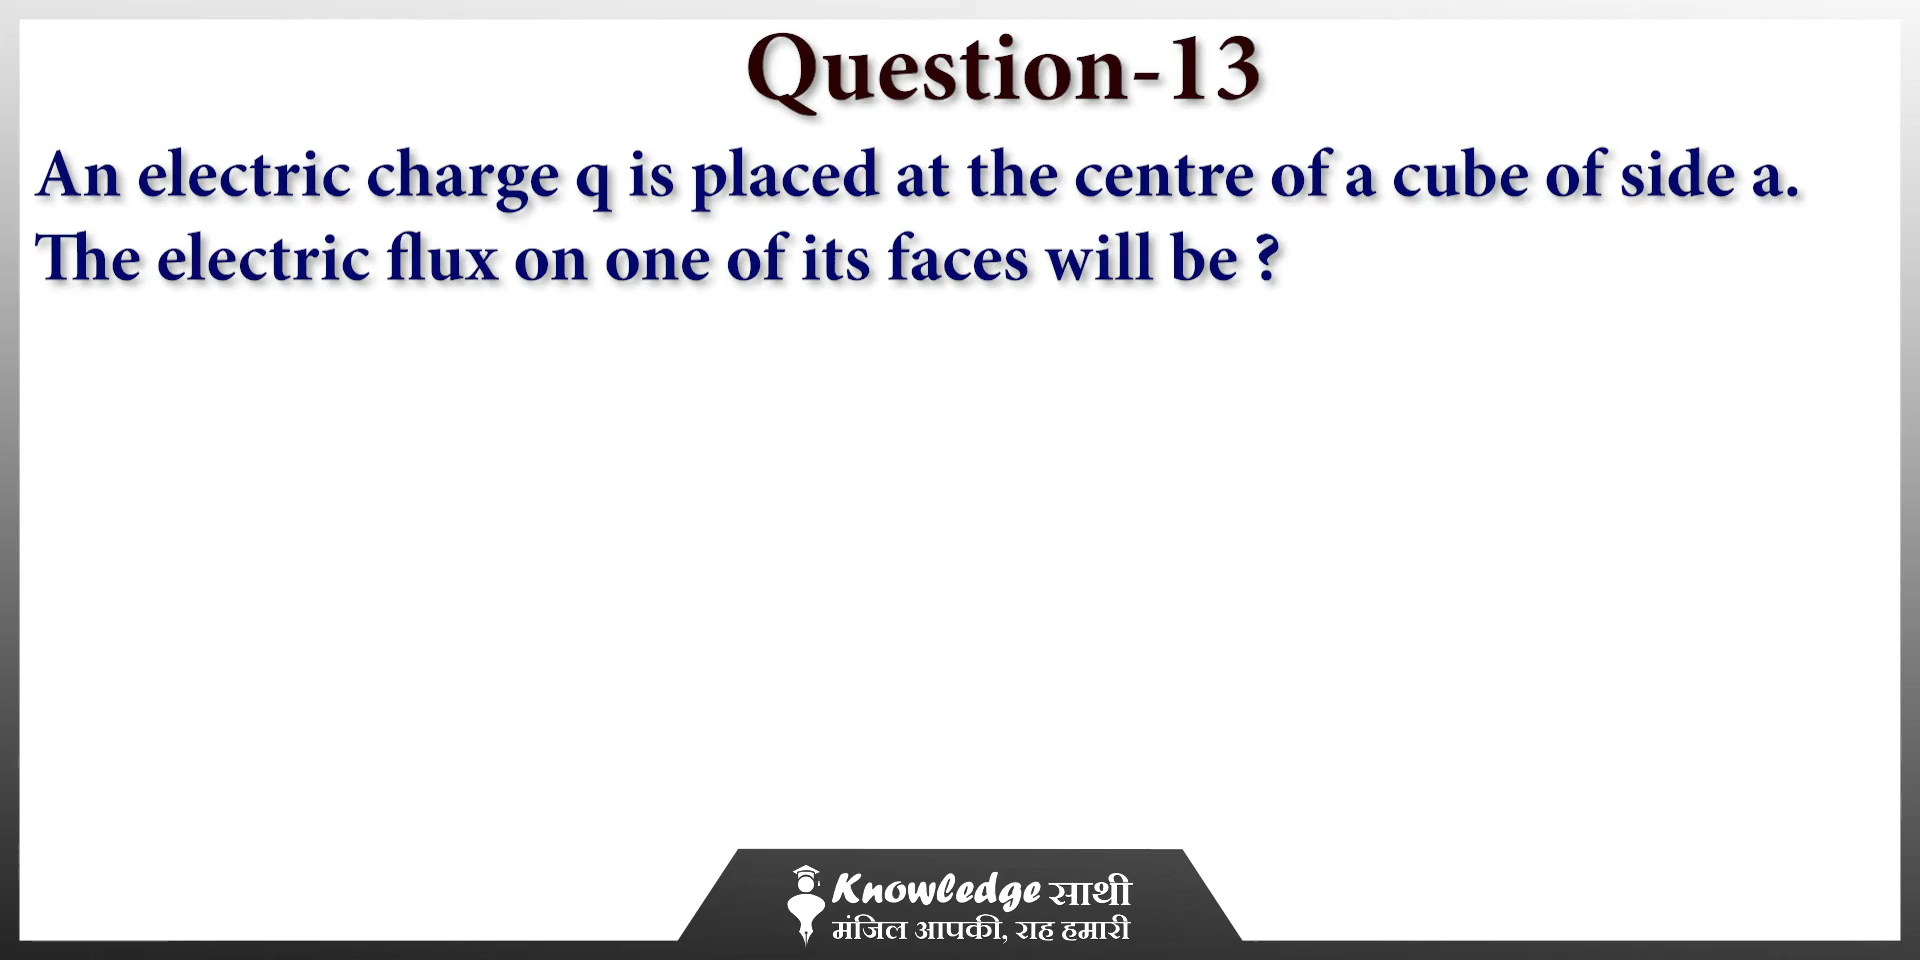 Question-13
An electric charge q is placed at the centre of a cube of side a.
The electric flux on one of its faces will be ?
Knowledge साथी
मंजिल आपकी, राह हमारी